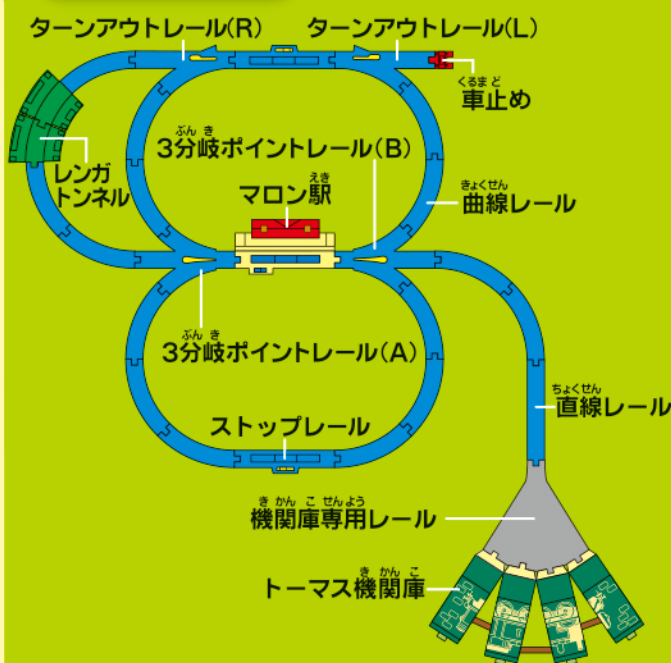 ターンアウトレール(R)
ターンアウトレール(L)
くるまど
車止め
ぶんき
3分岐ポイントレール(B)
レンガ
トンネル
えき
マロン駅
きょくせん
曲線レール
ぶんき
3分岐ポイントレール(A)
ちょくせん
直線レール
ストップレール
きかんこせんよう
機関庫専用レール
きかんこ
トーマス機関庫